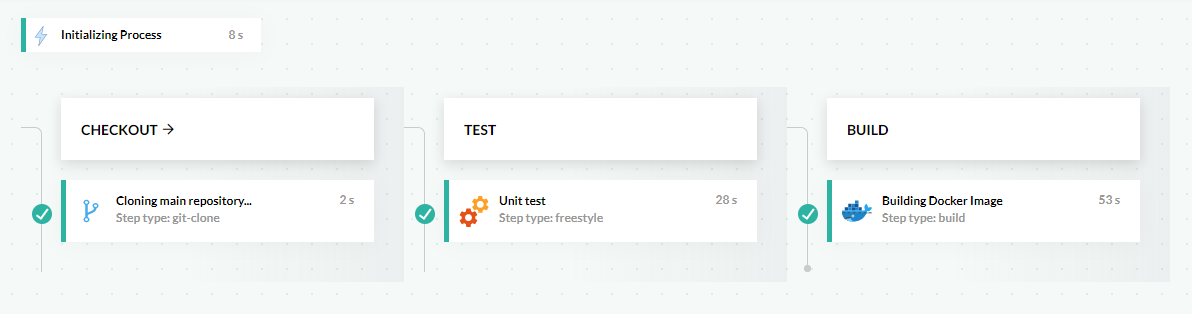 Initializing Process 8 s
CHECKOUT →
Cloning main repository... 2 s
Step type: git-clone
TEST
Unit test 28 s
Step type: freestyle
BUILD
Building Docker Image 53 s
Step type: build